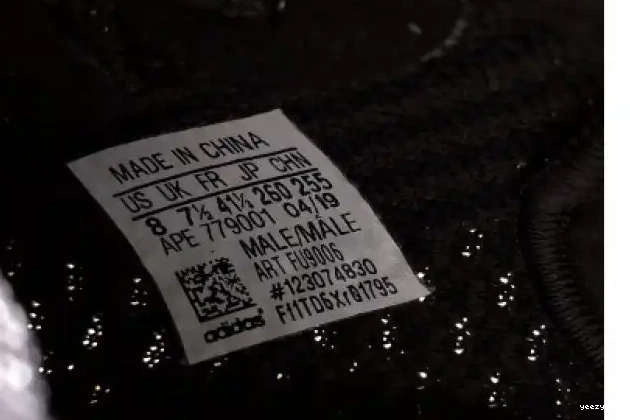 MADE IN CHINA
US UK FR JP CHN
8 7½ 41⅓ 260 255
APE 779001 04/19
MALE/MÂLE
ART FU9006
#123074830
F11TD6Xr01795
adidas
yeezy